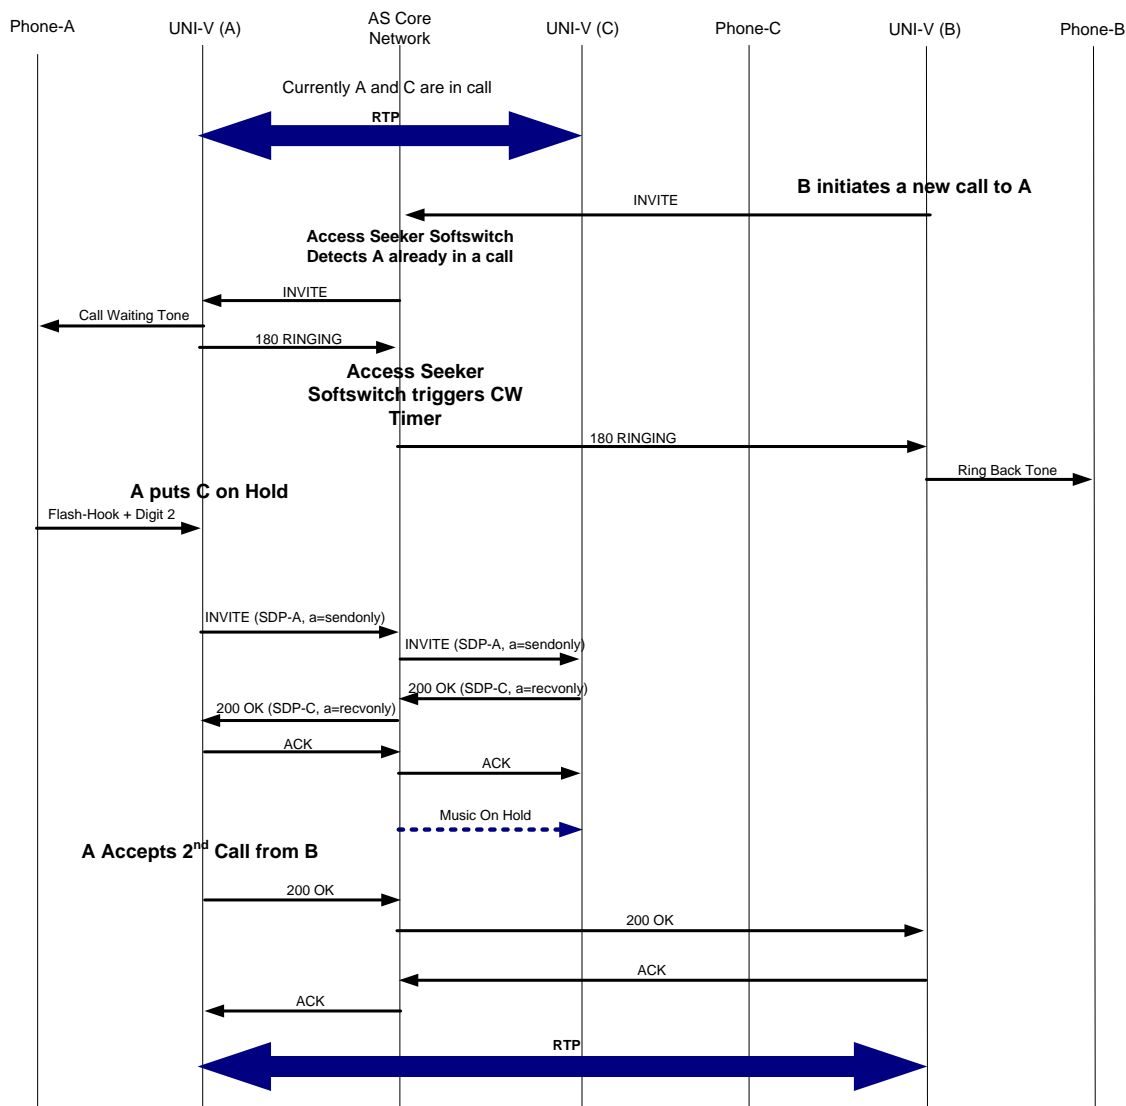 Phone-A
UNI-V (A)
AS Core
Network
UNI-V (C)
Phone-C
UNI-V (B)
Phone-B
Currently A and C are in call
RTP
B initiates a new call to A
INVITE
Access Seeker Softswitch
Detects A already in a call
INVITE
Call Waiting Tone
180 RINGING
Access Seeker
Softswitch triggers CW
Timer
180 RINGING
Ring Back Tone
A puts C on Hold
Flash-Hook + Digit 2
INVITE (SDP-A, a=sendonly)
INVITE (SDP-A, a=sendonly)
200 OK (SDP-C, a=recvonly)
200 OK (SDP-C, a=recvonly)
ACK
ACK
Music On Hold
A Accepts 2nd Call from B
200 OK
200 OK
ACK
ACK
RTP